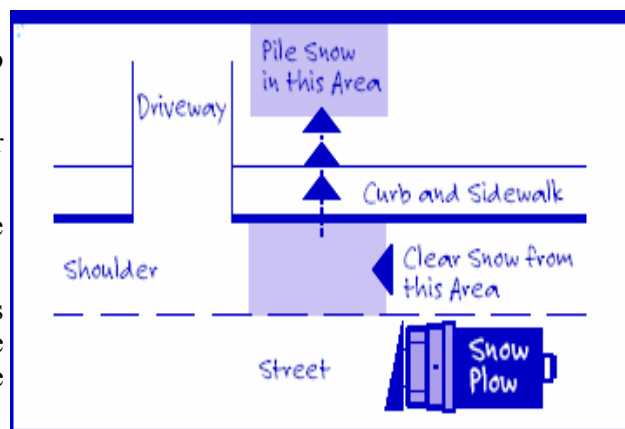 Pile Snow
in this Area
Driveway
Curb and Sidewalk
Shoulder
Clear Snow from
this Area
Street
Snow
Plow